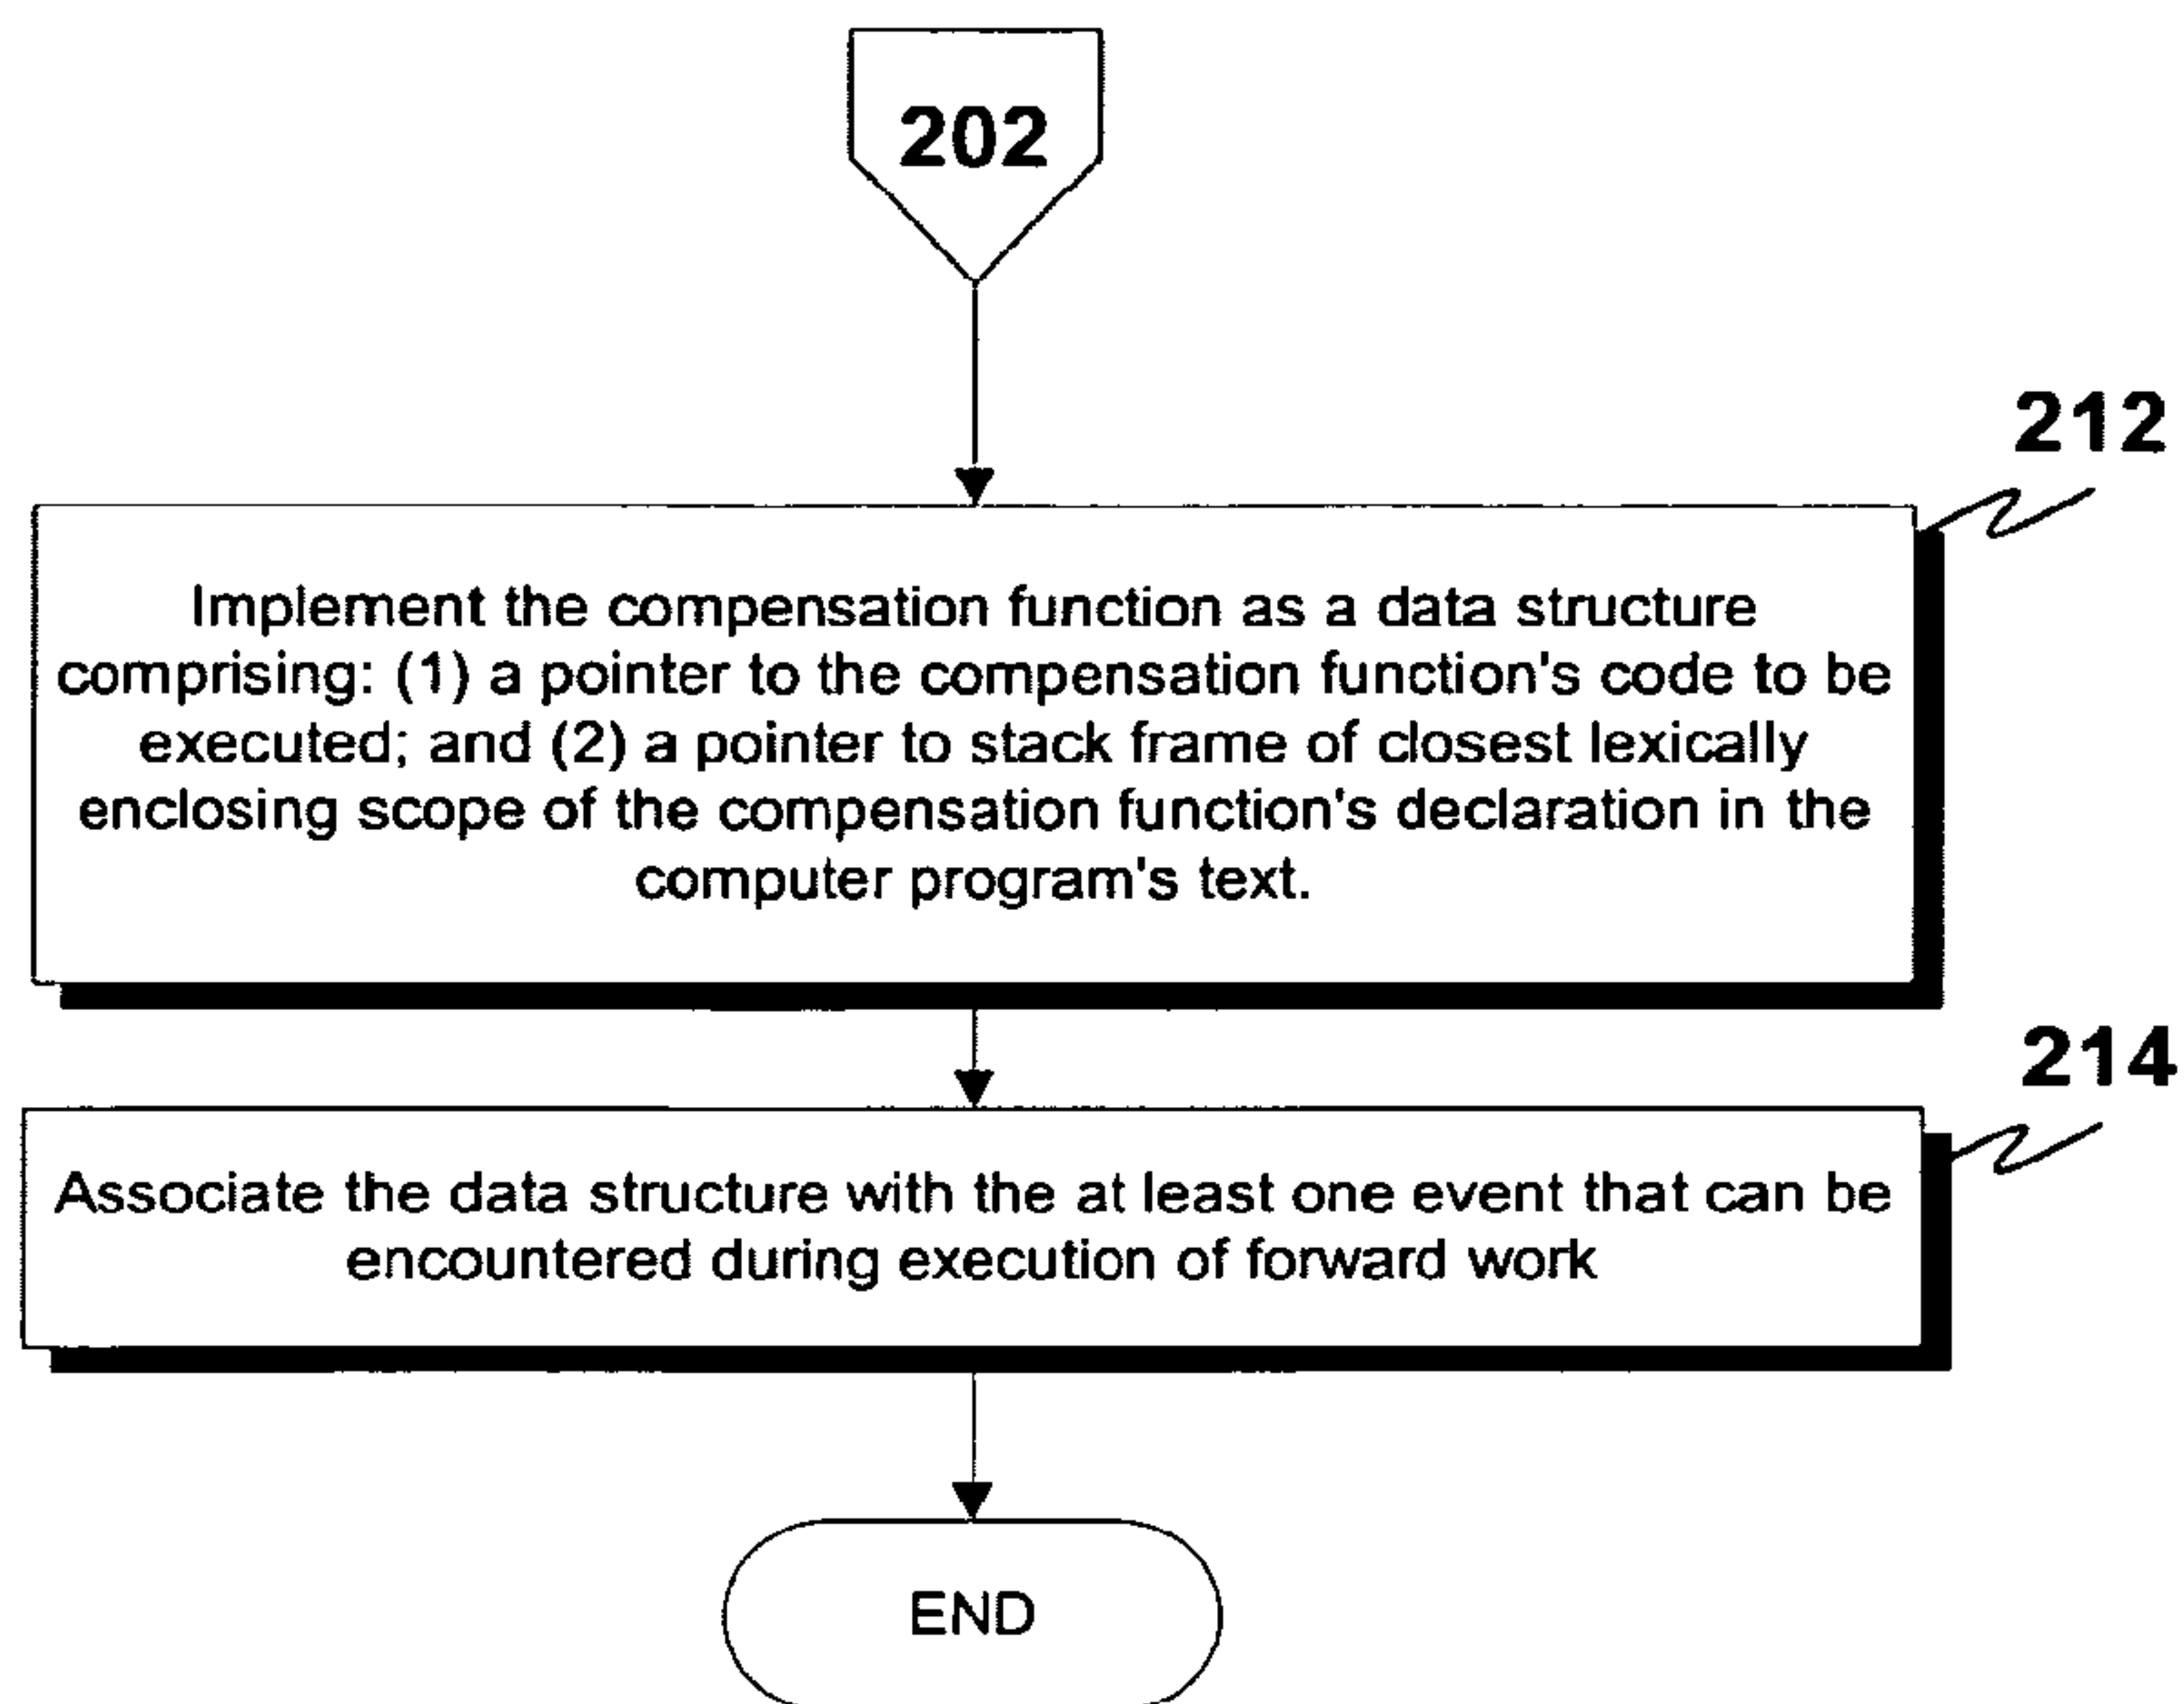 202
212
Implement the compensation function as a data structure
comprising: (1) a pointer to the compensation function's code to be
executed; and (2) a pointer to stack frame of closest lexically
enclosing scope of the compensation function's declaration in the
computer program's text.
214
Associate the data structure with the at least one event that can be
encountered during execution of forward work
END